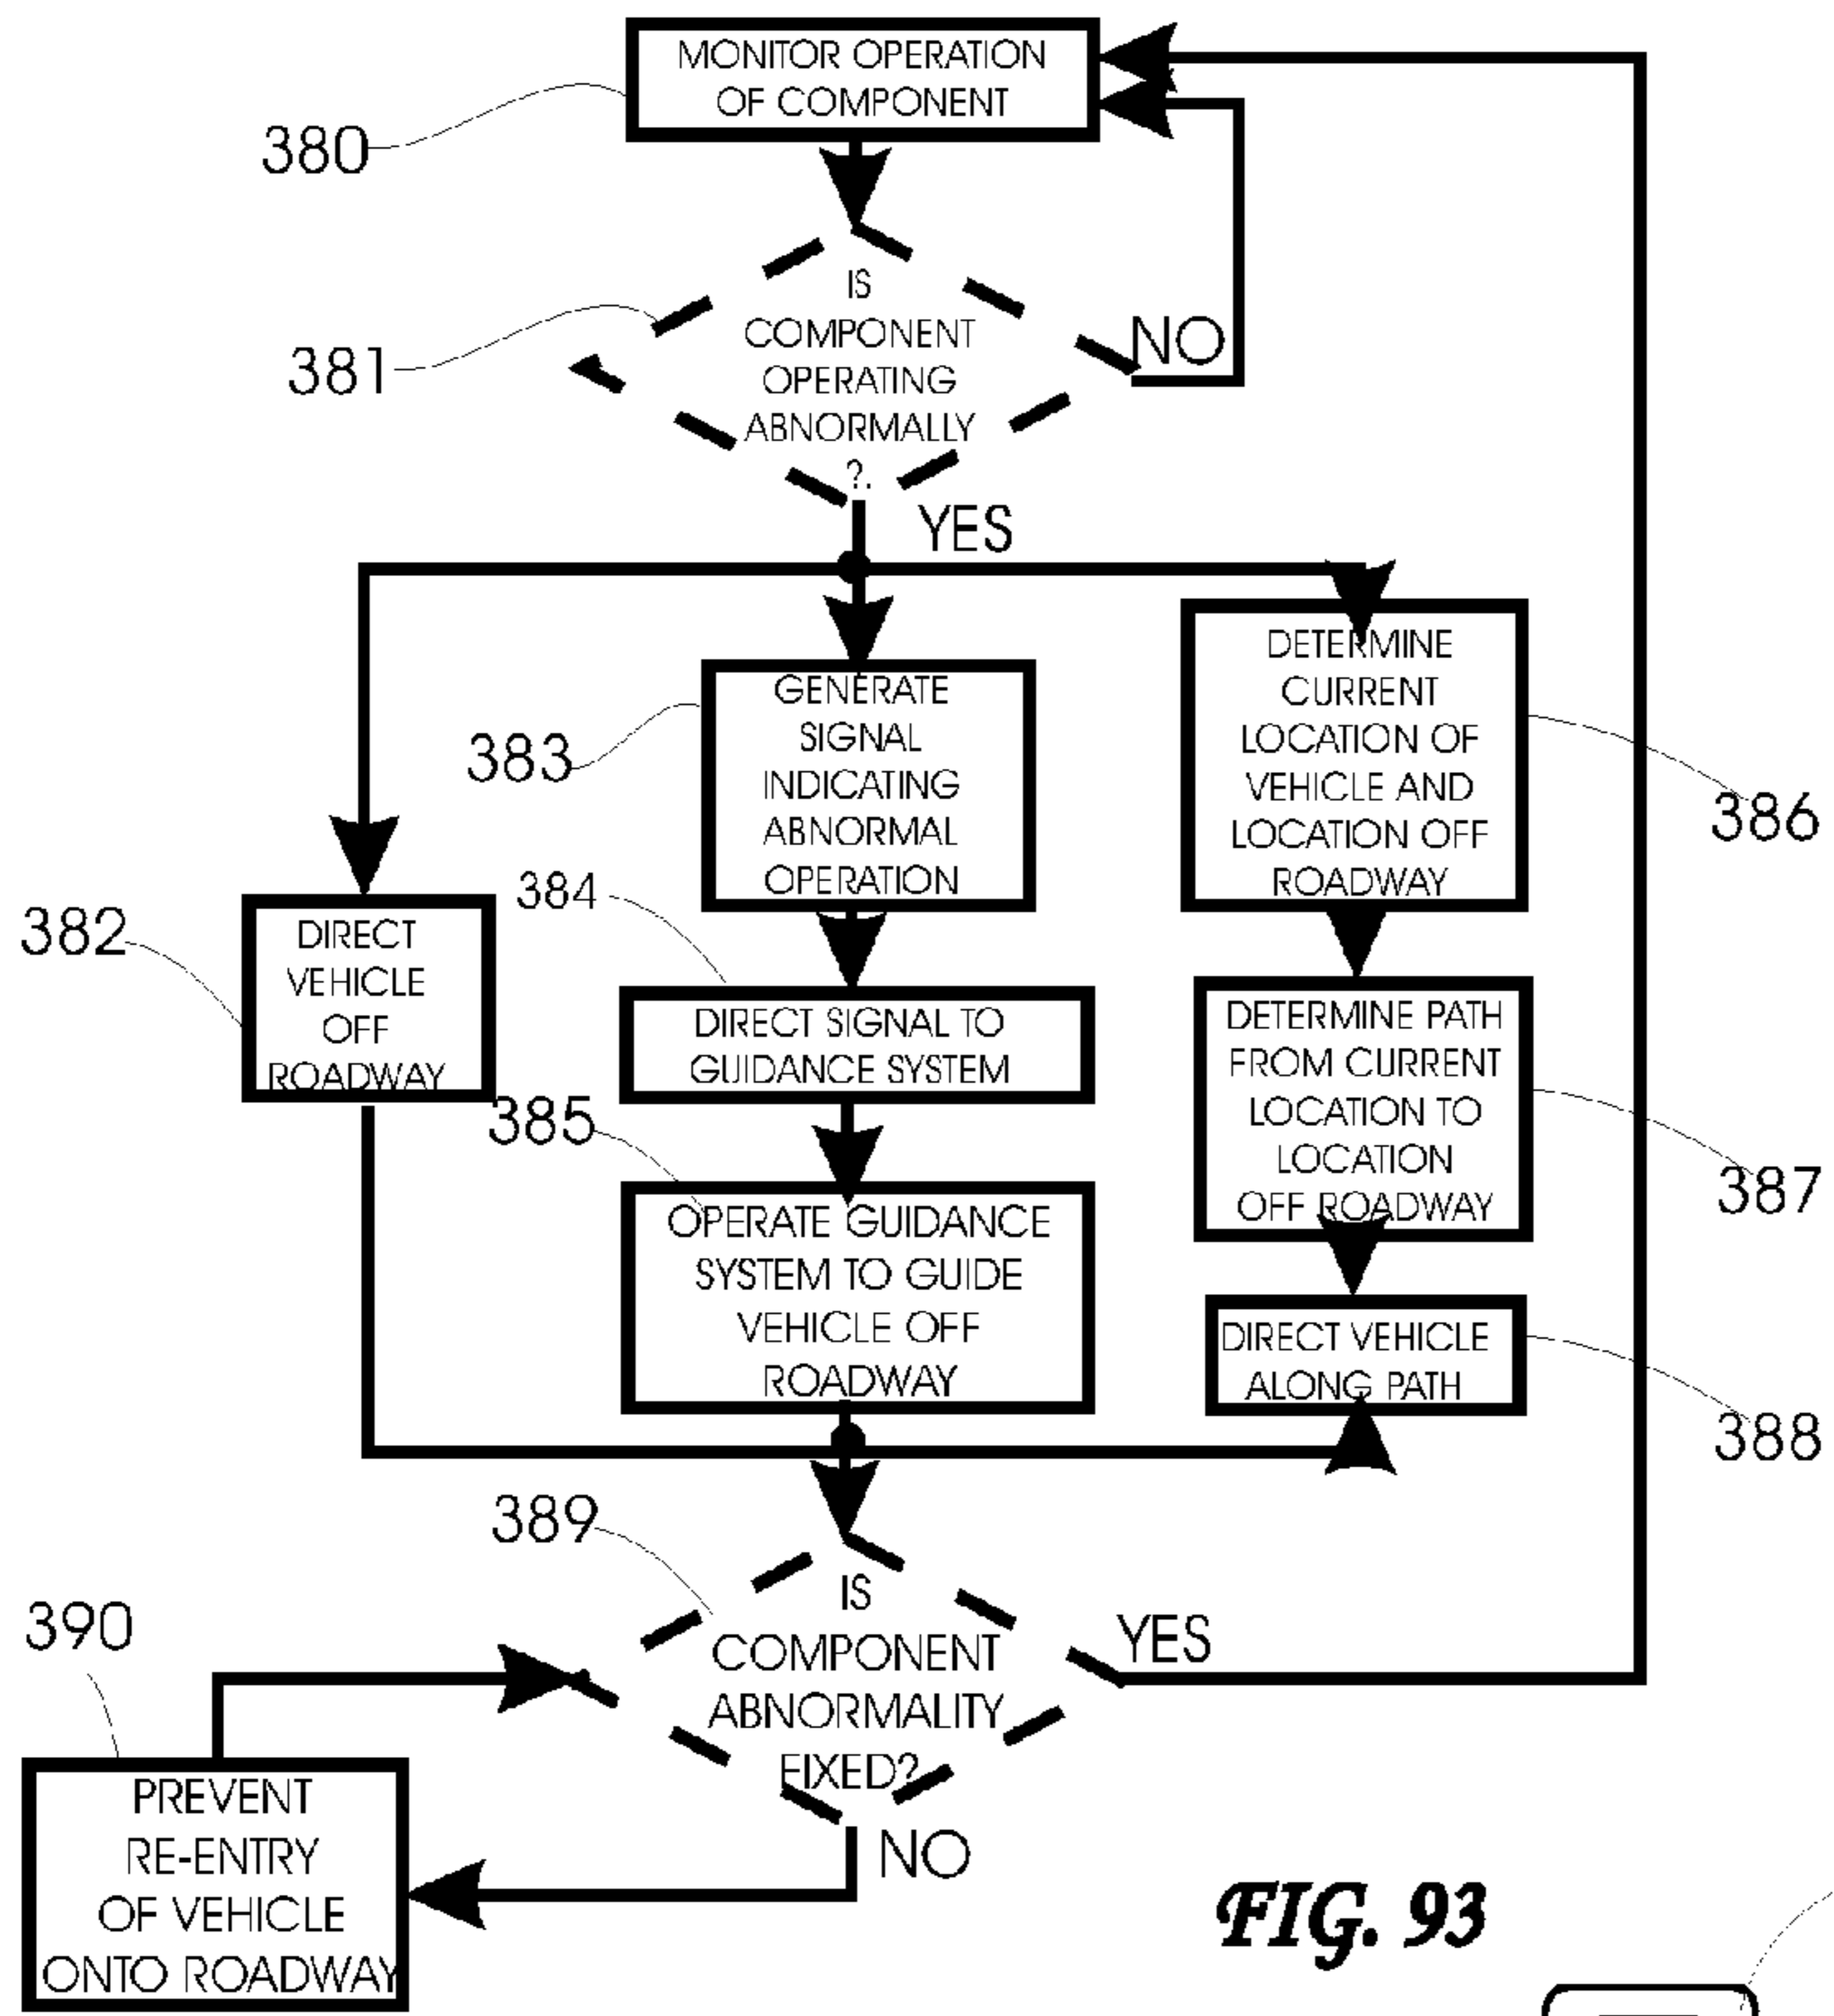 MONITOR OPERATION
OF COMPONENT
380
IS
COMPONENT
OPERATING
ABNORMALLY
?.
381
NO
YES
DIRECT
VEHICLE
OFF
ROADWAY
382
GENERATE
SIGNAL
INDICATING
ABNORMAL
OPERATION
383
DIRECT SIGNAL TO
GUIDANCE SYSTEM
384
OPERATE GUIDANCE
SYSTEM TO GUIDE
VEHICLE OFF
ROADWAY
385
DETERMINE
CURRENT
LOCATION OF
VEHICLE AND
LOCATION OFF
ROADWAY
386
DETERMINE PATH
FROM CURRENT
LOCATION TO
LOCATION
OFF ROADWAY
387
DIRECT VEHICLE
ALONG PATH
388
389
IS
COMPONENT
ABNORMALITY
FIXED?
YES
NO
390
PREVENT
RE-ENTRY
OF VEHICLE
ONTO ROADWAY
FIG. 93